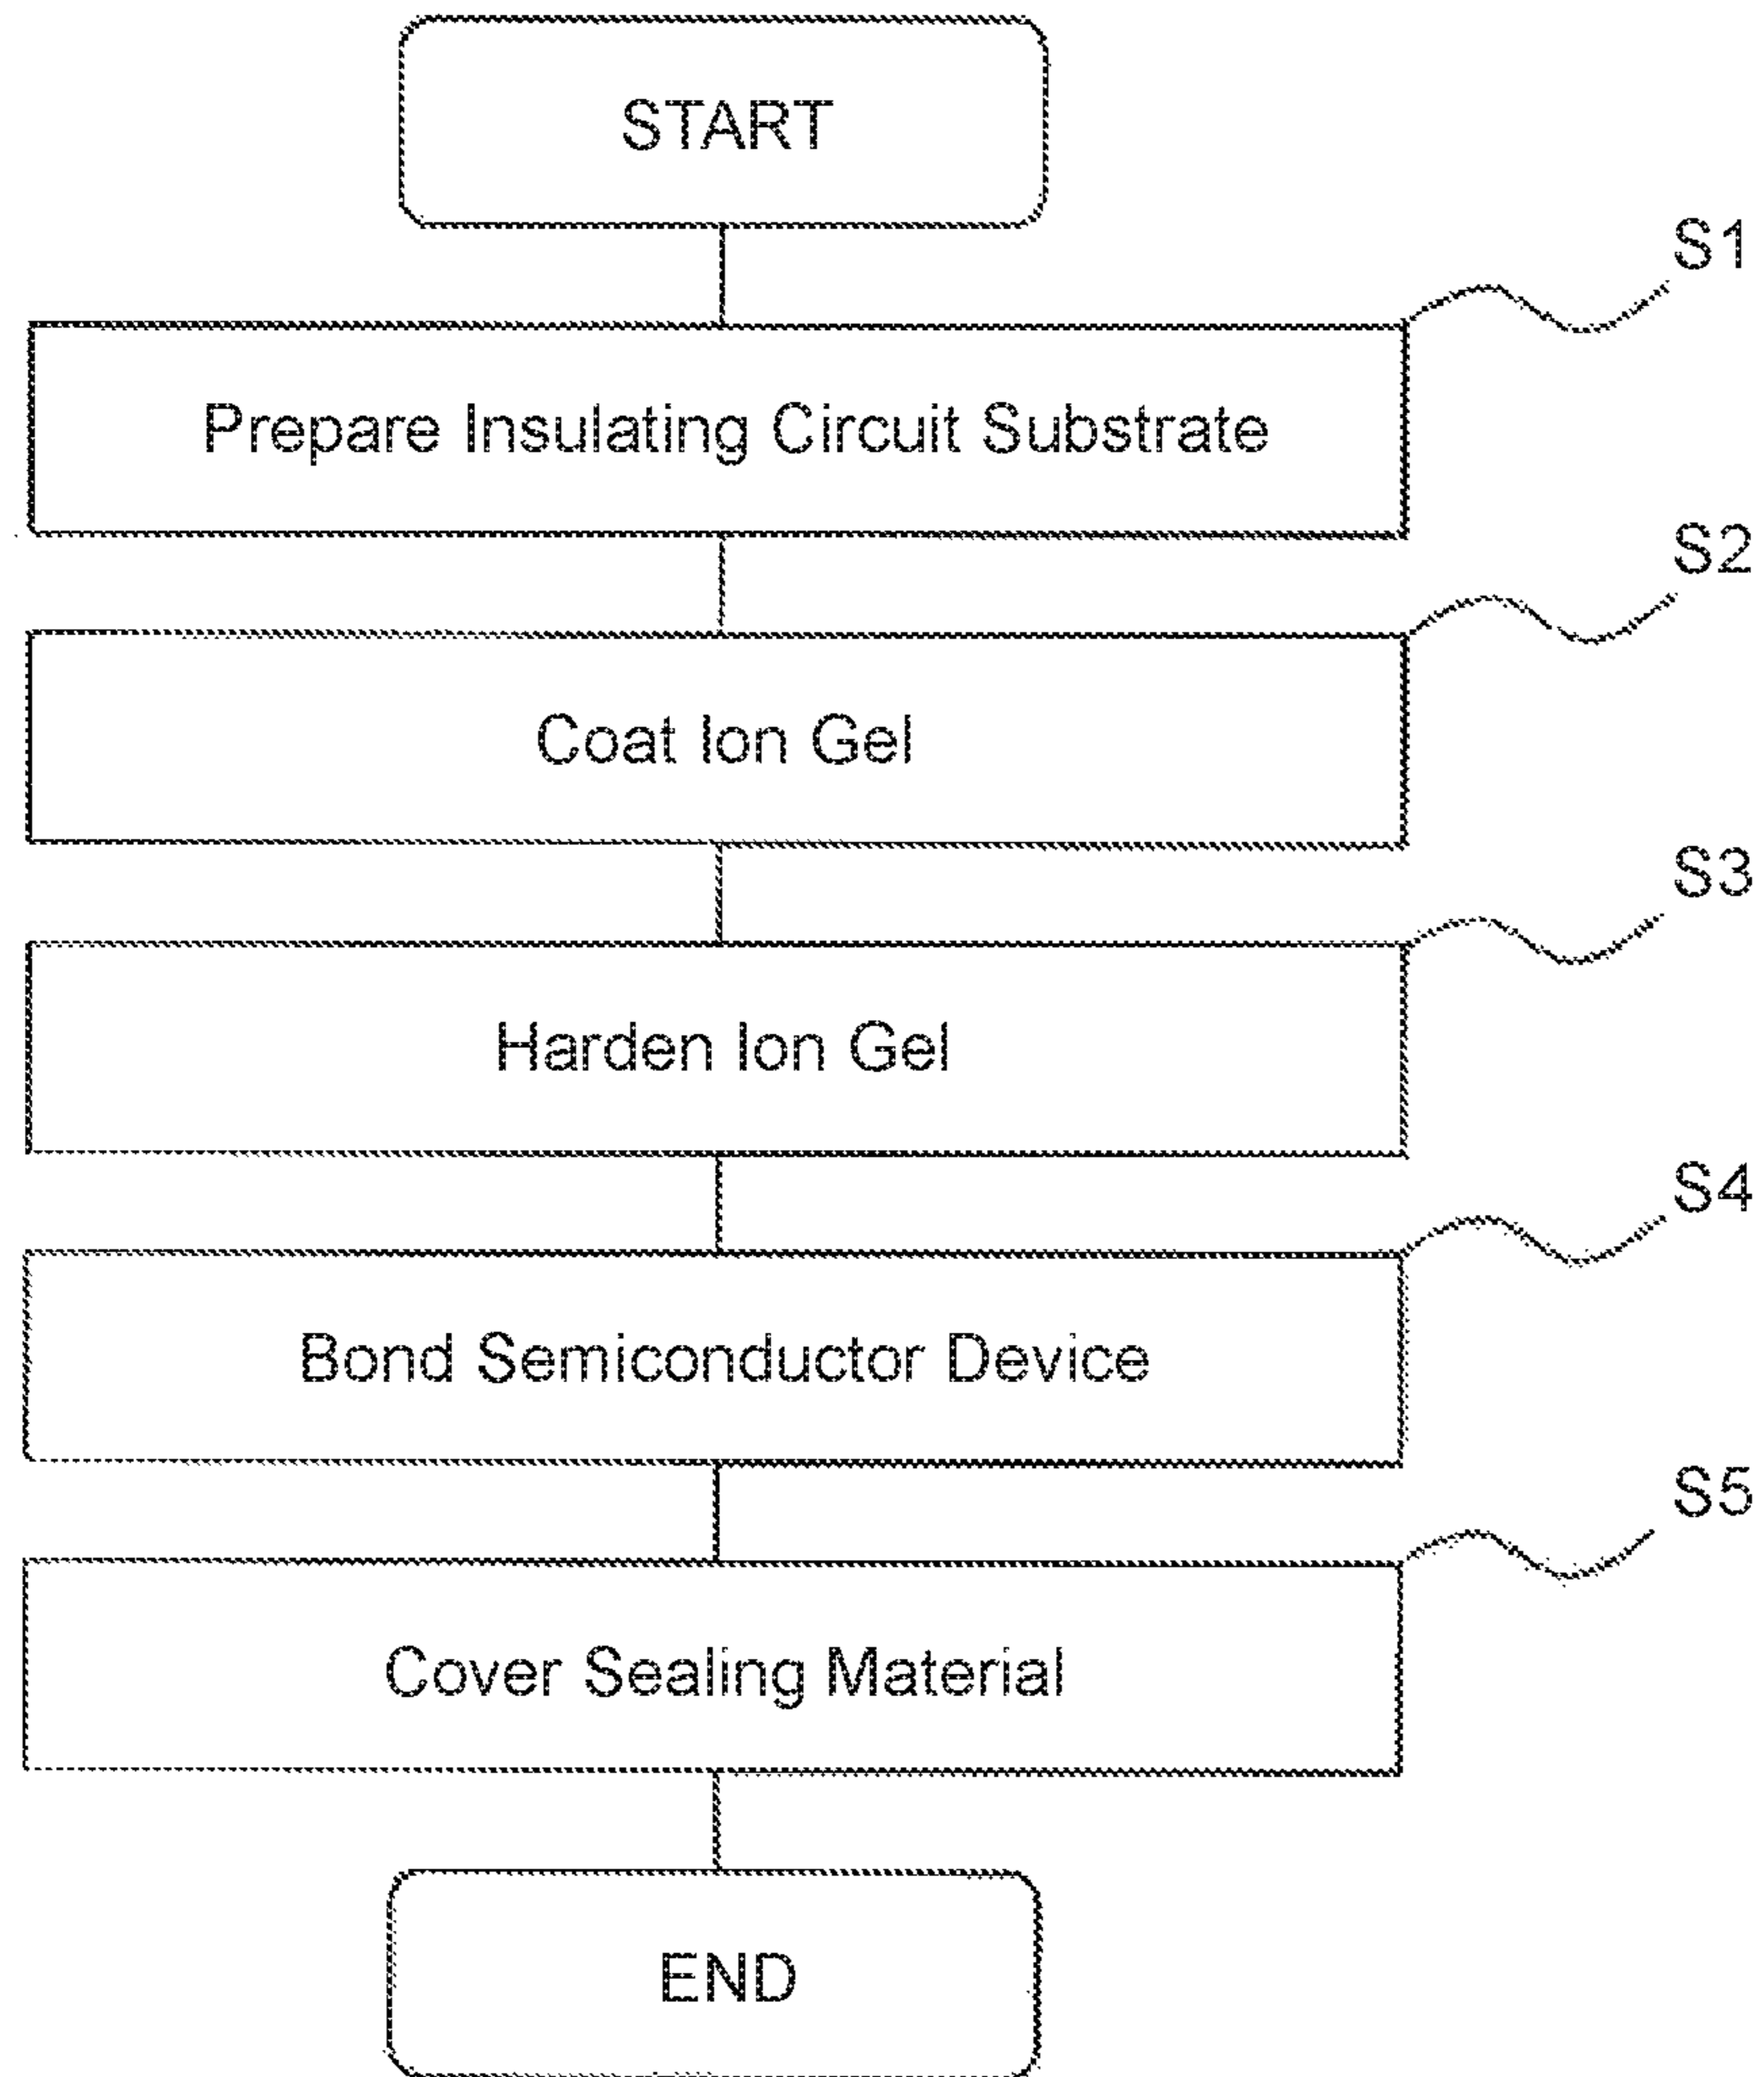 START
S1
Prepare Insulating Circuit Substrate
S2
Coat Ion Gel
S3
Harden Ion Gel
S4
Bond Semiconductor Device
S5
Cover Sealing Material
END